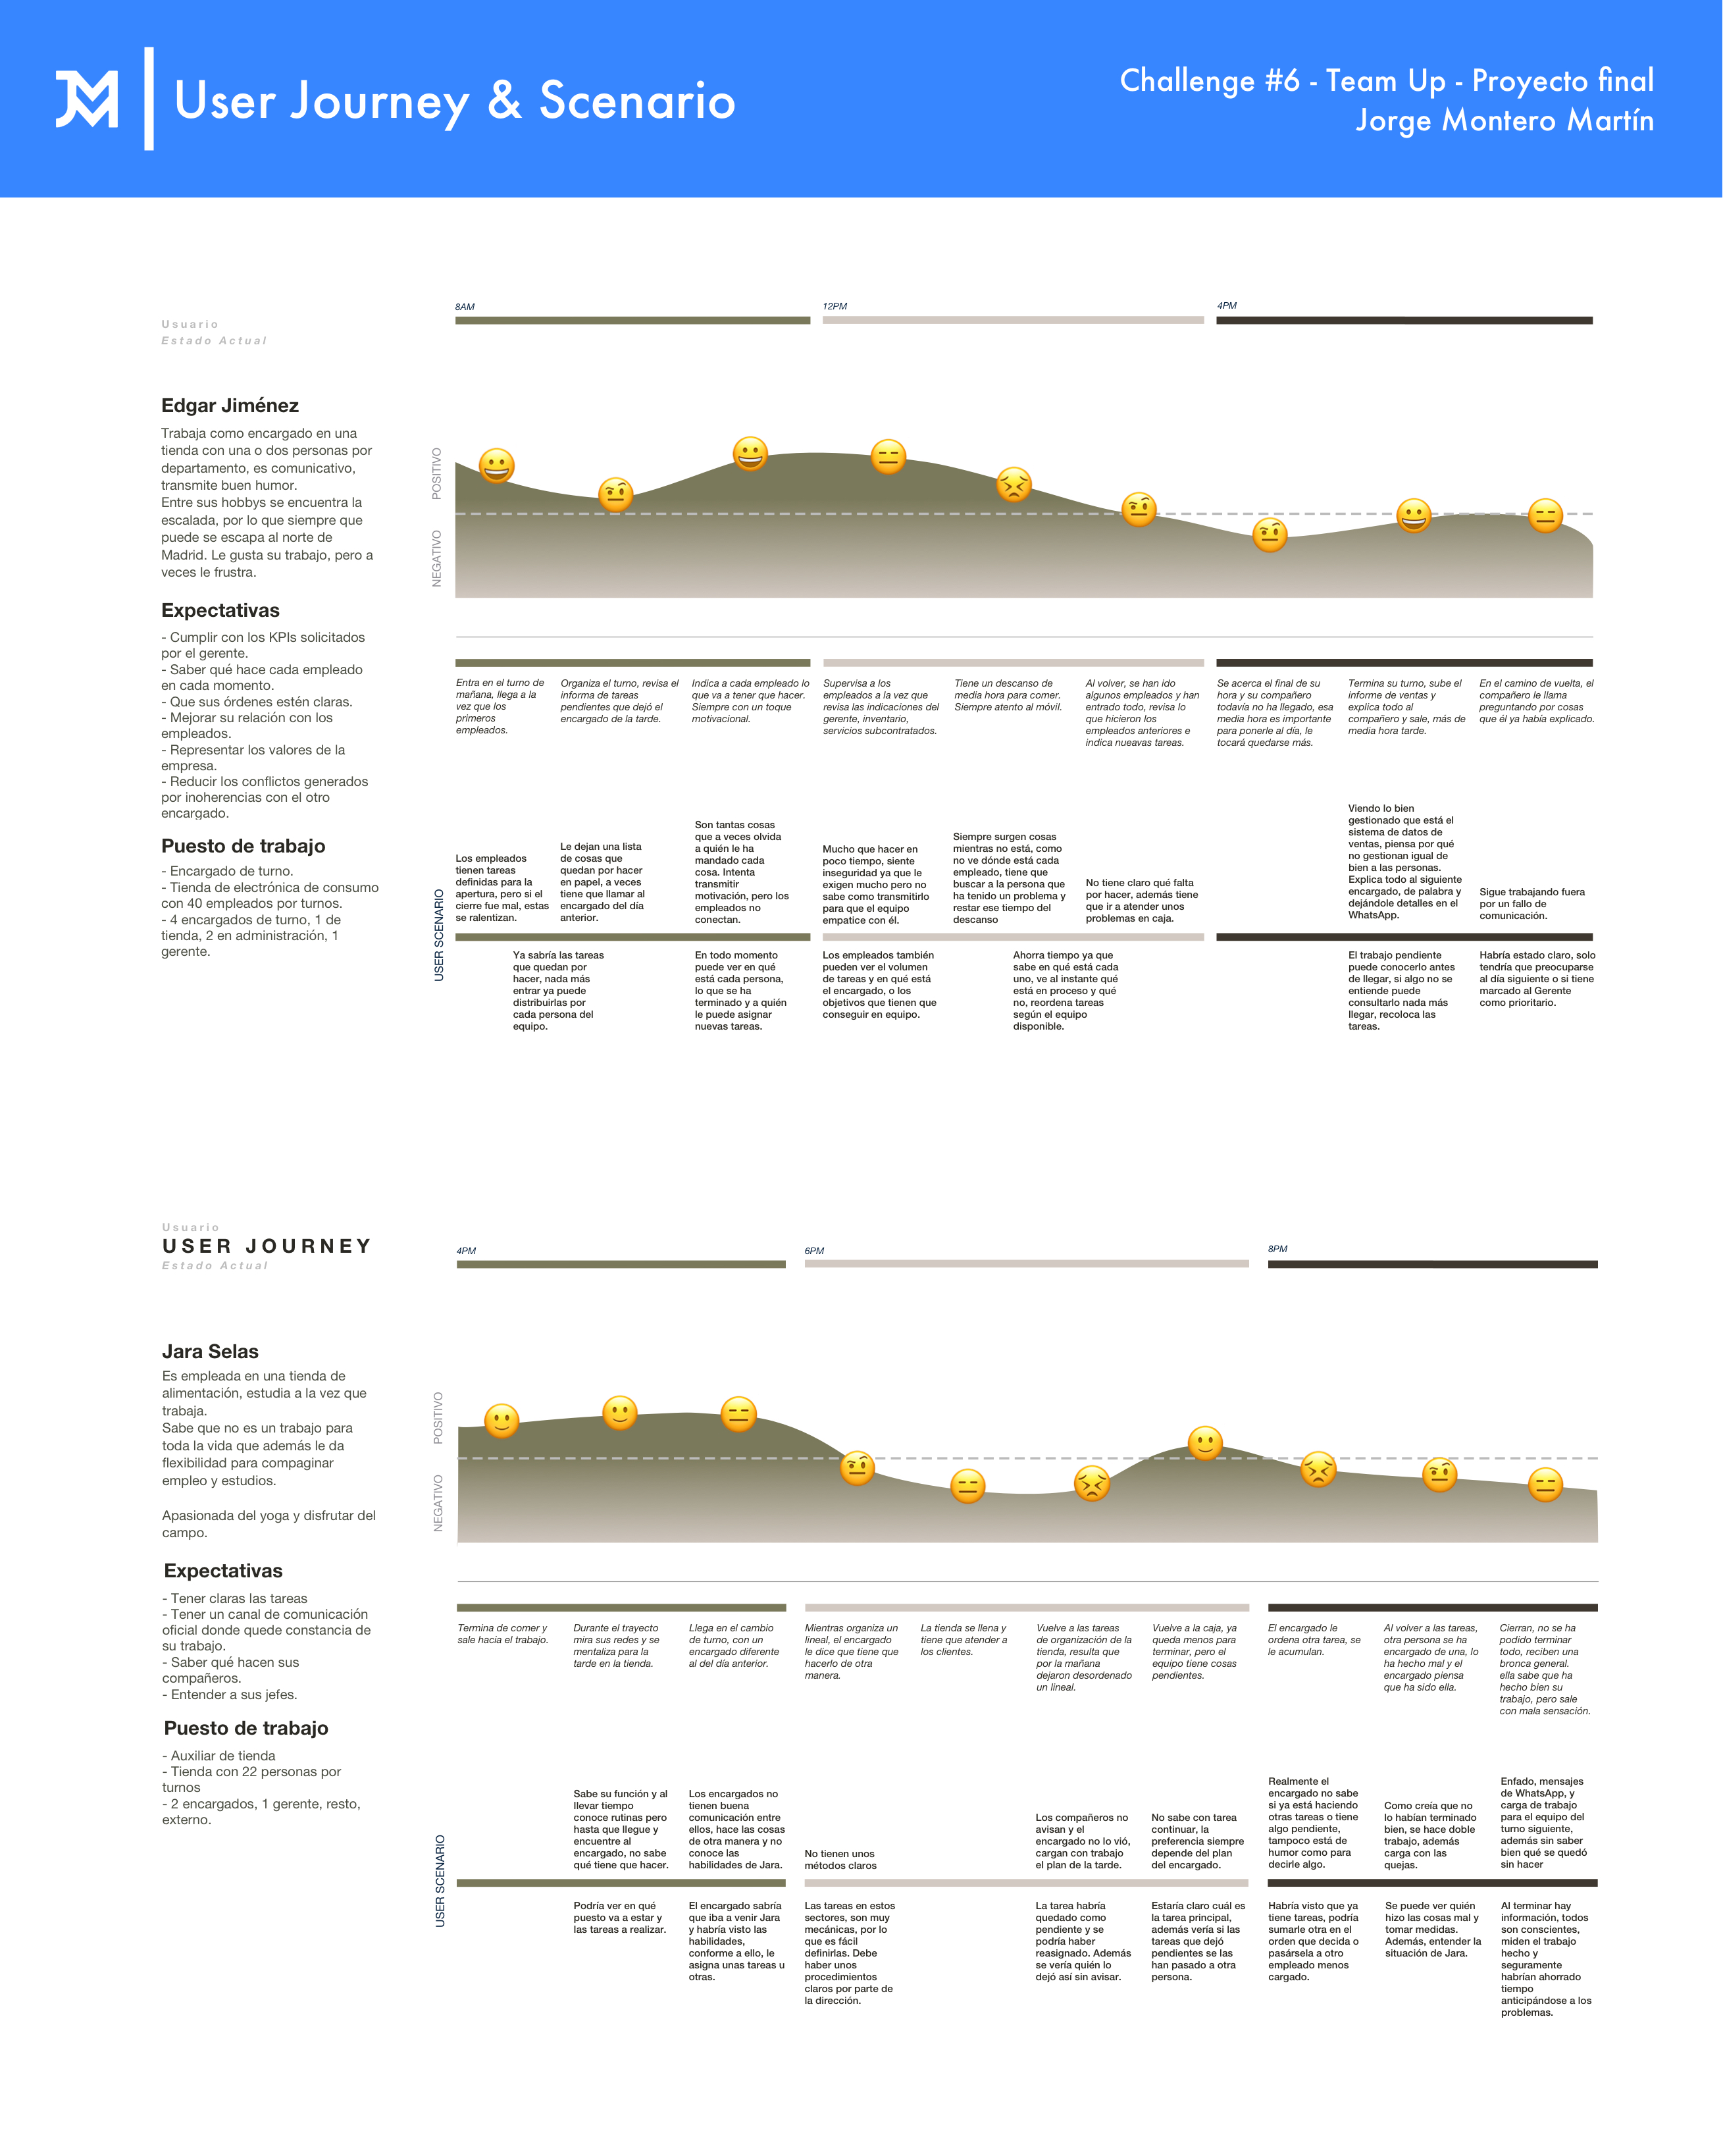 JM
User Journey & Scenario
Challenge #6 - Team Up - Proyecto final
Jorge Montero Martín
Usuario
Estado Actual
8AM
12PM
4PM
Edgar Jiménez
Trabaja como encargado en una
tienda con una o dos personas por
departamento, es comunicativo,
transmite buen humor.
Entre sus hobbys se encuentra la
escalada, por lo que siempre que
puede se escapa al norte de
Madrid. Le gusta su trabajo, pero a
veces le frustra.
Expectativas
- Cumplir con los KPIs solicitados
por el gerente.
- Saber qué hace cada empleado
en cada momento.
- Que sus órdenes estén claras.
- Mejorar su relación con los
empleados.
- Representar los valores de la
empresa.
- Reducir los conflictos generados
por inoherencias con el otro
encargado.
Puesto de trabajo
- Encargado de turno.
- Tienda de electrónica de consumo
con 40 empleados por turnos.
- 4 encargados de turno, 1 de
tienda, 2 en administración, 1
gerente.
POSITIVO
NEGATIVO
Entra en el turno de
mañana, llega a la
vez que los
primeros
empleados.
Organiza el turno, revisa el
informa de tareas
pendientes que dejó el
encargado de la tarde.
Indica a cada empleado lo
que va a tener que hacer.
Siempre con un toque
motivacional.
Supervisa a los
empleados a la vez que
revisa las indicaciones del
gerente, inventario,
servicios subcontratados.
Tiene un descanso de
media hora para comer.
Siempre atento al móvil.
Al volver, se han ido
algunos empleados y han
entrado todo, revisa lo
que hicieron los
empleados anteriores e
indica nueavas tareas.
Se acerca el final de su
hora y su compañero
todavía no ha llegado, esa
media hora es importante
para ponerle al día, le
tocará quedarse más.
Termina su turno, sube el
informe de ventas y
explica todo al
compañero y sale, más de
media hora tarde.
En el camino de vuelta, el
compañero le llama
preguntando por cosas
que él ya había explicado.
USER SCENARIO
Los empleados
tienen tareas
definidas para la
apertura, pero si el
cierre fue mal, estas
se ralentizan.
Le dejan una lista
de cosas que
quedan por hacer
en papel, a veces
tiene que llamar al
encargado del día
anterior.
Son tantas cosas
que a veces olvida
a quién le ha
mandado cada
cosa. Intenta
transmitir
motivación, pero los
empleados no
conectan.
Mucho que hacer en
poco tiempo, siente
inseguridad ya que le
exigen mucho pero no
sabe como transmitirlo
para que el equipo
empatice con él.
Siempre surgen cosas
mientras no está, como
no ve dónde está cada
empleado, tiene que
buscar a la persona que
ha tenido un problema y
restar ese tiempo del
descanso
No tiene claro qué falta
por hacer, además tiene
que ir a atender unos
problemas en caja.
Viendo lo bien
gestionado que está el
sistema de datos de
ventas, piensa por qué
no gestionan igual de
bien a las personas.
Explica todo al siguiente
encargado, de palabra y
dejándole detalles en el
WhatsApp.
Sigue trabajando fuera
por un fallo de
comunicación.
Ya sabría las tareas
que quedan por
hacer, nada más
entrar ya puede
distribuirlas por
cada persona del
equipo.
En todo momento
puede ver en qué
está cada persona,
lo que se ha
terminado y a quién
le puede asignar
nuevas tareas.
Los empleados también
pueden ver el volumen
de tareas y en qué está
el encargado, o los
objetivos que tienen que
conseguir en equipo.
Ahorra tiempo ya que
sabe en qué está cada
uno, ve al instante qué
está en proceso y qué
no, reordena tareas
según el equipo
disponible.
El trabajo pendiente
puede conocerlo antes
de llegar, si algo no se
entiende puede
consultarlo nada más
llegar, recoloca las
tareas.
Habría estado claro, solo
tendría que preocuparse
al día siguiente o si tiene
marcado al Gerente
como prioritario.
Usuario
USER JOURNEY
Estado Actual
4PM
6PM
8PM
Jara Selas
Es empleada en una tienda de
alimentación, estudia a la vez que
trabaja.
Sabe que no es un trabajo para
toda la vida que además le da
flexibilidad para compaginar
empleo y estudios.
Apasionada del yoga y disfrutar del
campo.
Expectativas
- Tener claras las tareas
- Tener un canal de comunicación
oficial donde quede constancia de
su trabajo.
- Saber qué hacen sus
compañeros.
- Entender a sus jefes.
Puesto de trabajo
- Auxiliar de tienda
- Tienda con 22 personas por
turnos
- 2 encargados, 1 gerente, resto,
externo.
POSITIVO
NEGATIVO
Termina de comer y
sale hacia el trabajo.
Durante el trayecto
mira sus redes y se
mentaliza para la
tarde en la tienda.
Llega en el cambio
de turno, con un
encargado diferente
al del día anterior.
Mientras organiza un
lineal, el encargado
le dice que tiene que
hacerlo de otra
manera.
La tienda se llena y
tiene que atender a
los clientes.
Vuelve a las tareas
de organización de la
tienda, resulta que
por la mañana
dejaron desordenado
un lineal.
Vuelve a la caja, ya
queda menos para
terminar, pero el
equipo tiene cosas
pendientes.
El encargado le
ordena otra tarea, se
le acumulan.
Al volver a las tareas,
otra persona se ha
encargado de una, lo
ha hecho mal y el
encargado piensa
que ha sido ella.
Cierran, no se ha
podido terminar
todo, reciben una
bronca general.
ella sabe que ha
hecho bien su
trabajo, pero sale
con mala sensación.
USER SCENARIO
Sabe su función y al
llevar tiempo
conoce rutinas pero
hasta que llegue y
encuentre al
encargado, no sabe
qué tiene que hacer.
Los encargados no
tienen buena
comunicación entre
ellos, hace las cosas
de otra manera y no
conoce las
habilidades de Jara.
No tienen unos
métodos claros
Los compañeros no
avisan y el
encargado no lo vió,
cargan con trabajo
el plan de la tarde.
No sabe con tarea
continuar, la
preferencia siempre
depende del plan
del encargado.
Realmente el
encargado no sabe
si ya está haciendo
otras tareas o tiene
algo pendiente,
tampoco está de
humor como para
decirle algo.
Como creía que no
lo habían terminado
bien, se hace doble
trabajo, además
carga con las
quejas.
Enfado, mensajes
de WhatsApp, y
carga de trabajo
para el equipo del
turno siguiente,
además sin saber
bien qué se quedó
sin hacer
Podría ver en qué
puesto va a estar y
las tareas a realizar.
El encargado sabría
que iba a venir Jara
y habría visto las
habilidades,
conforme a ello, le
asigna unas tareas u
otras.
Las tareas en estos
sectores, son muy
mecánicas, por lo
que es fácil
definirlas. Debe
haber unos
procedimientos
claros por parte de
la dirección.
La tarea habría
quedado como
pendiente y se
podría haber
reasignado. Además
se vería quién lo
dejó así sin avisar.
Estaría claro cuál es
la tarea principal,
además vería si las
tareas que dejó
pendientes se las
han pasado a otra
persona.
Habría visto que ya
tiene tareas, podría
sumarle otra en el
orden que decida o
pasársela a otro
empleado menos
cargado.
Se puede ver quién
hizo las cosas mal y
tomar medidas.
Además, entender la
situación de Jara.
Al terminar hay
información, todos
son conscientes,
miden el trabajo
hecho y
seguramente
habrían ahorrado
tiempo
anticipándose a los
problemas.